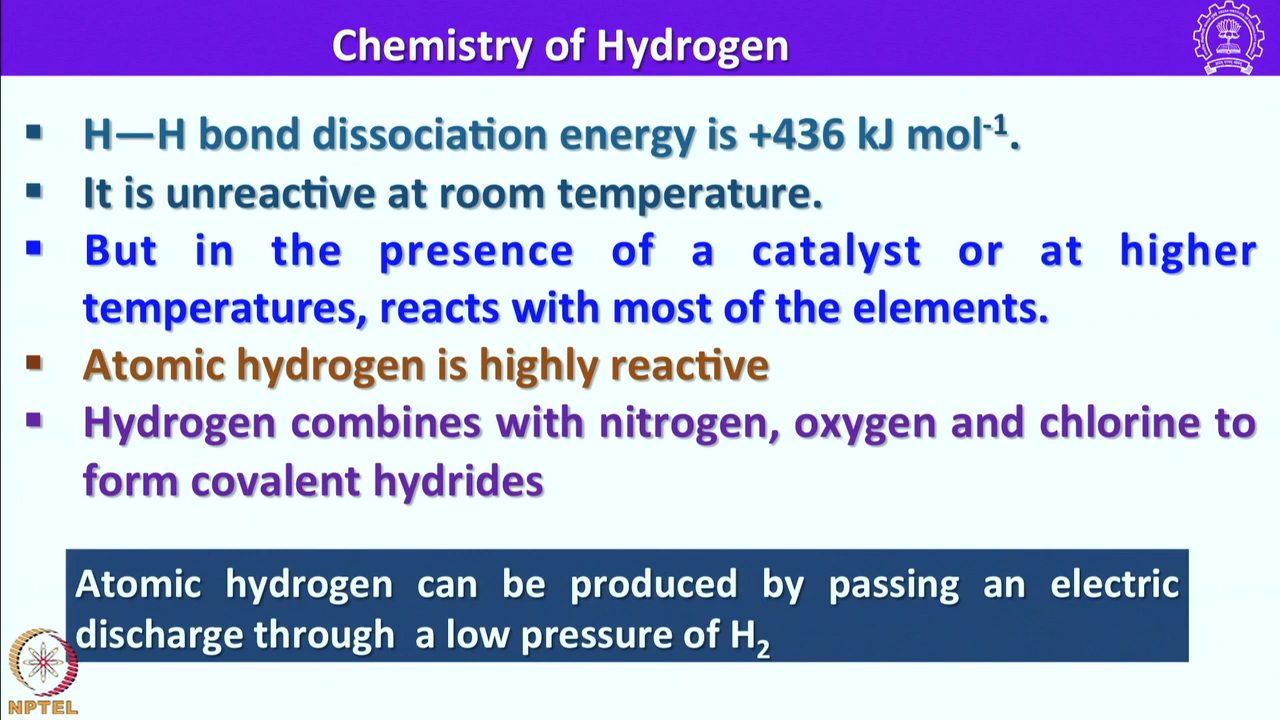 Chemistry of Hydrogen
▪ H—H bond dissociation energy is +436 kJ mol⁻¹.
▪ It is unreactive at room temperature.
▪ But in the presence of a catalyst or at higher
temperatures, reacts with most of the elements.
▪ Atomic hydrogen is highly reactive
▪ Hydrogen combines with nitrogen, oxygen and chlorine to
form covalent hydrides
Atomic hydrogen can be produced by passing an electric
discharge through a low pressure of H₂
NPTEL